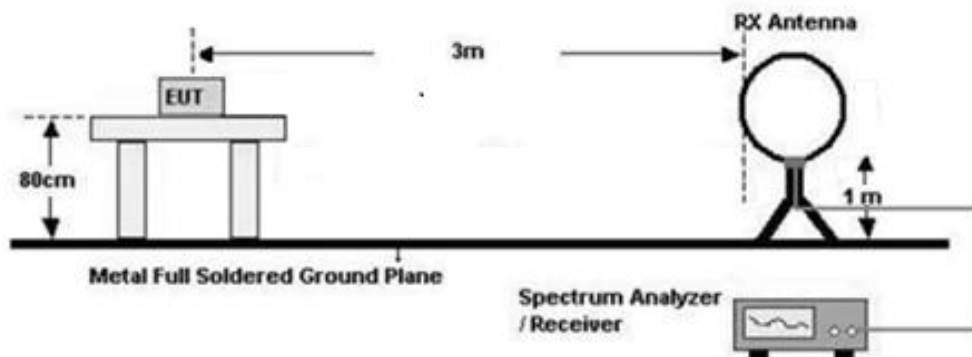 RX Antenna
3m
EUT
80cm
1 m
Metal Full Soldered Ground Plane
Spectrum Analyzer
/ Receiver